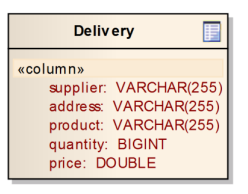 Delivery
«column»
supplier: VARCHAR(255)
address: VARCHAR(255)
product: VARCHAR(255)
quantity: BIGINT
price: DOUBLE